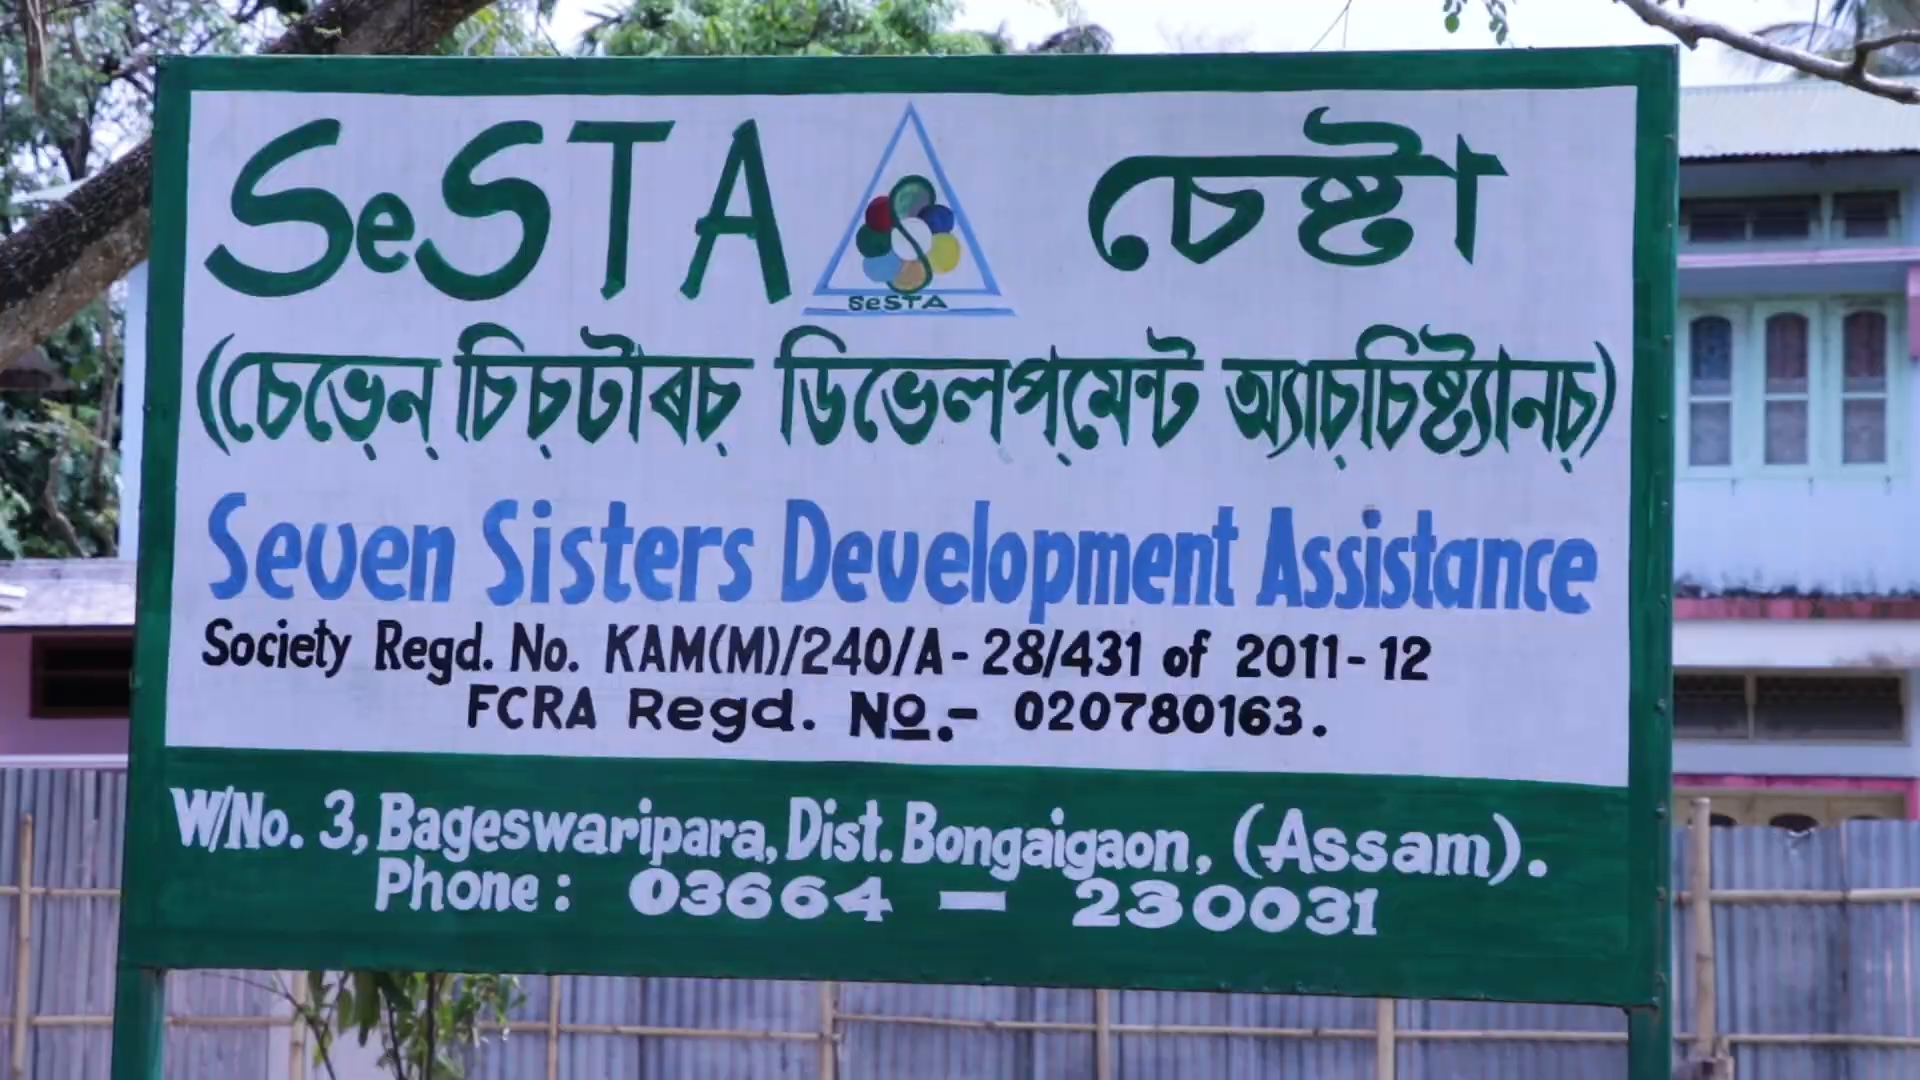 SeSTA SeSTA চেষ্টা
(চেভে্ন্ চিচ্টাৰচ্ ডিভেলপ্মেন্ট অ্যাচ্চিষ্ট্যানচ্)
Seven Sisters Development Assistance
Society Regd. No. KAM(M)/240/A-28/431 of 2011-12
FCRA Regd. No.- 020780163.
W/No. 3, Bageswaripara, Dist. Bongaigaon, (Assam).
Phone: 03664 - 230031